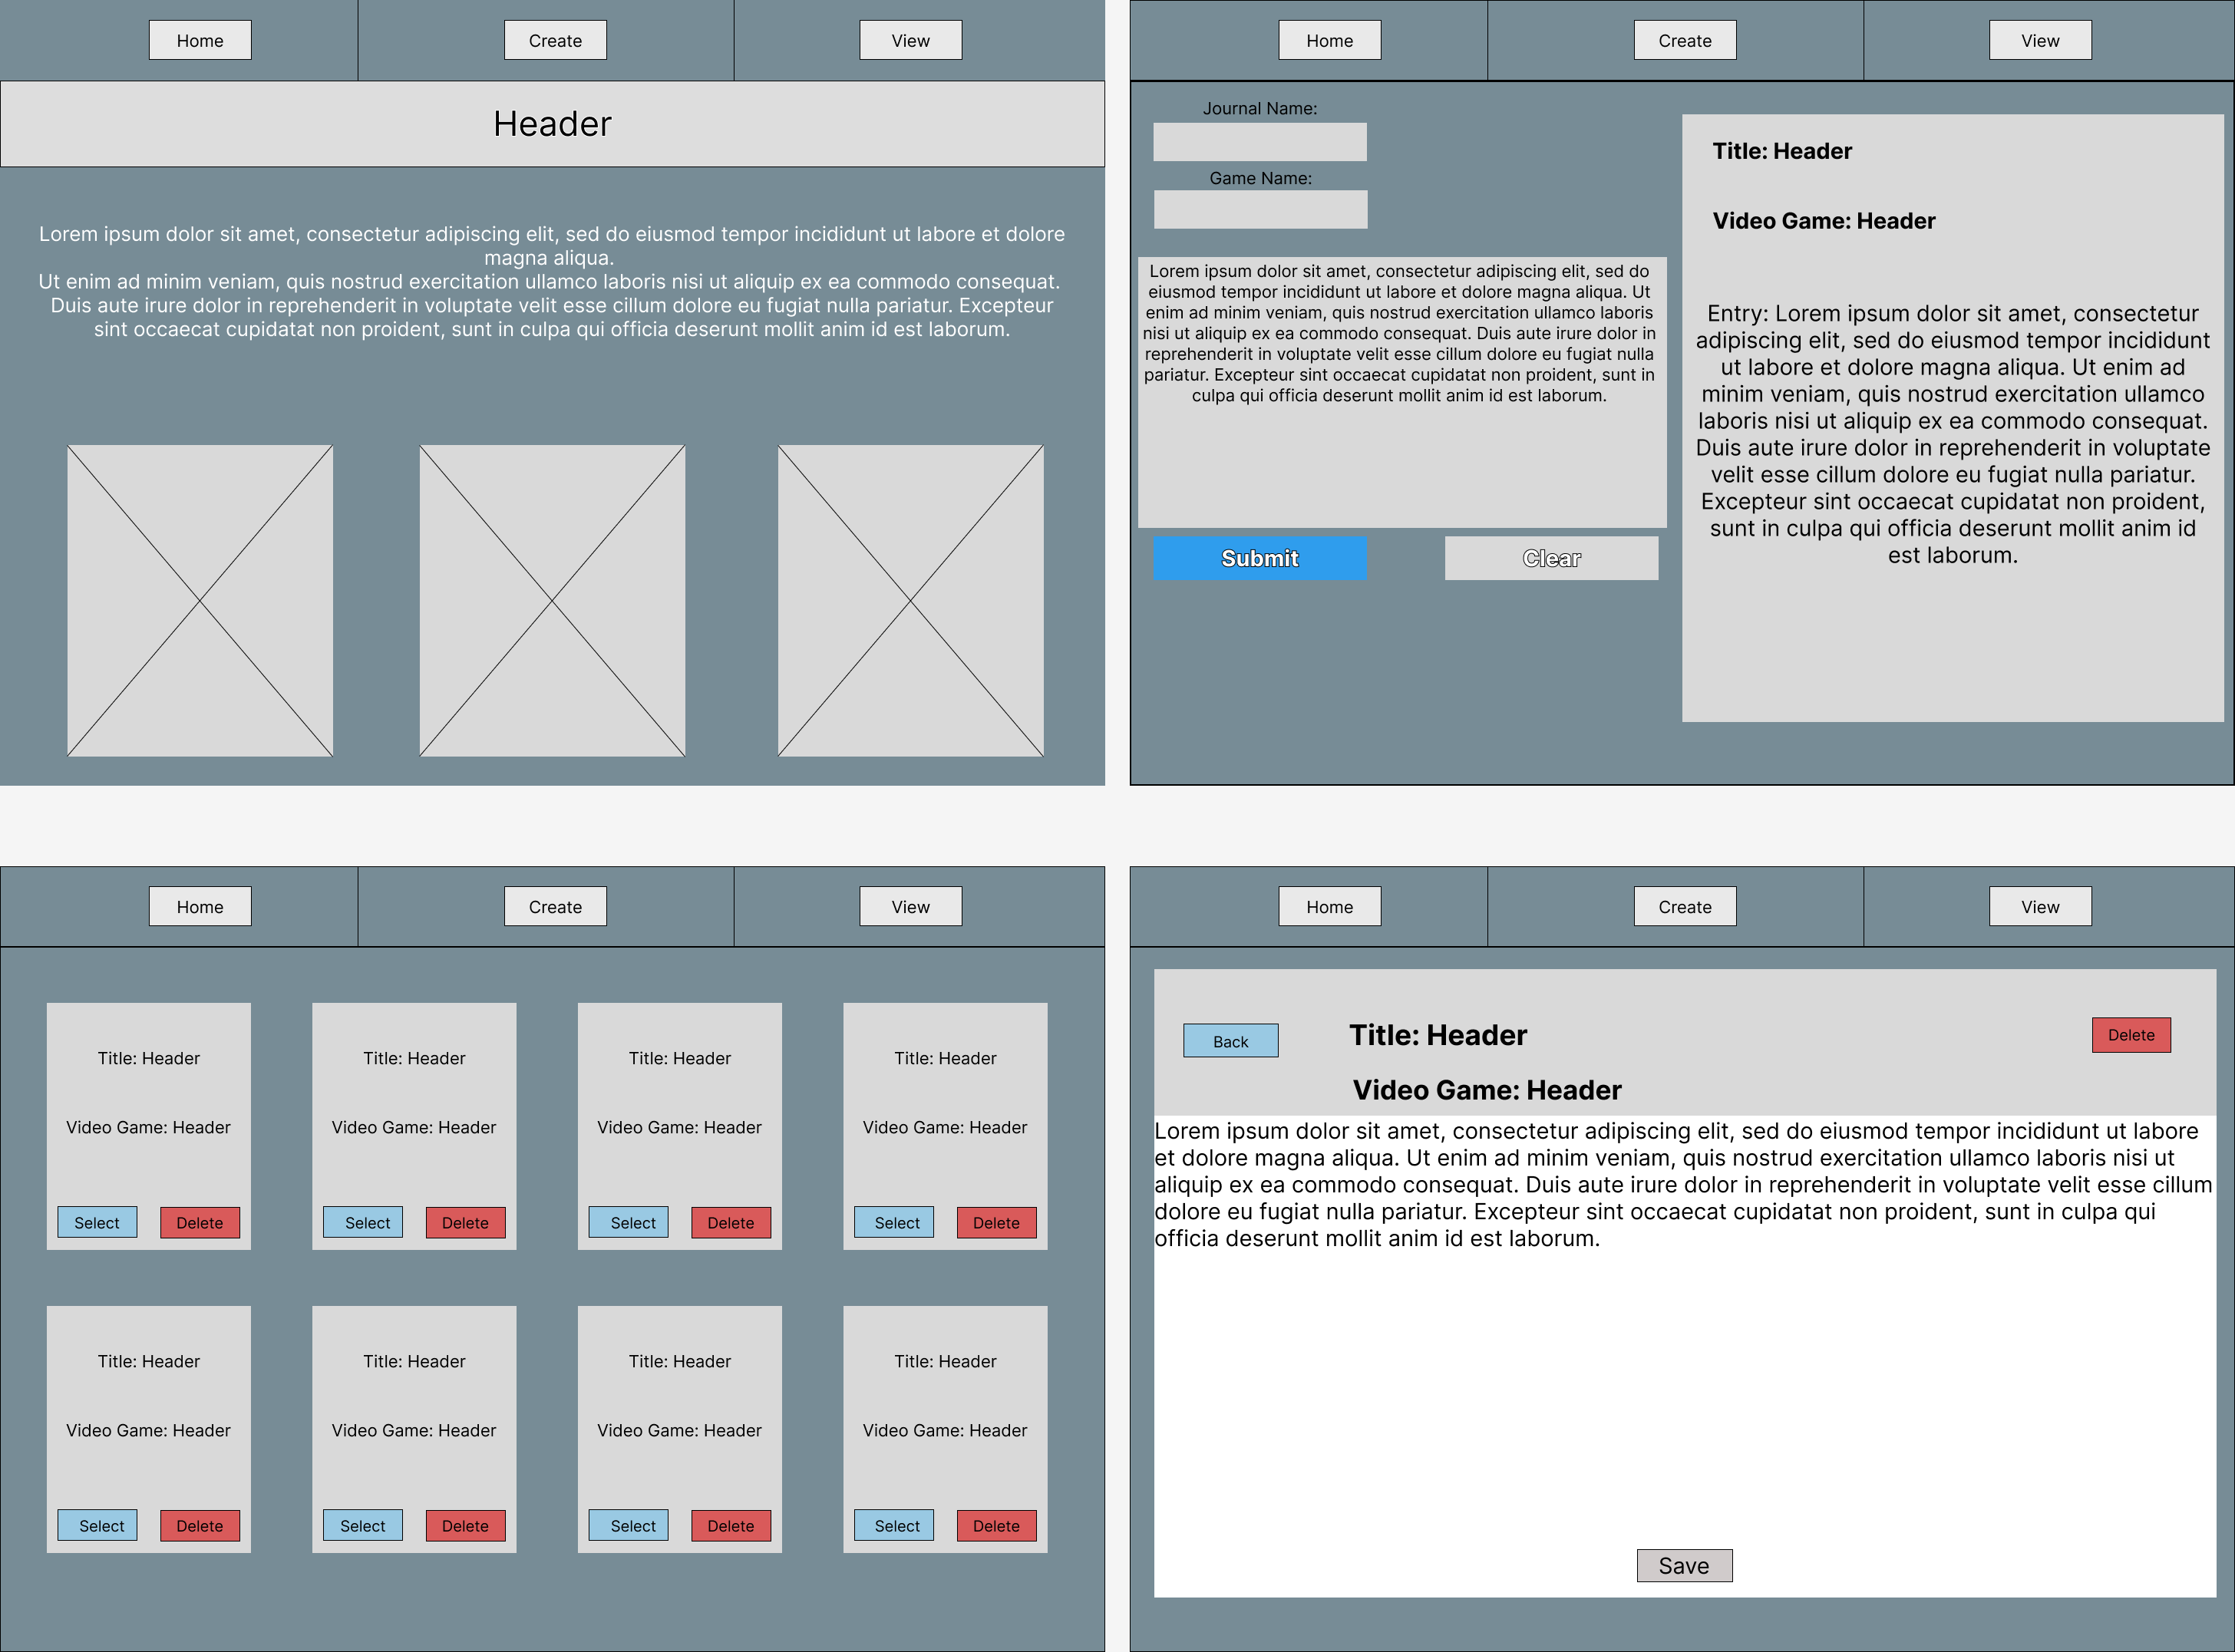 Home
Create
View
Header
Lorem ipsum dolor sit amet, consectetur adipiscing elit, sed do eiusmod tempor incididunt ut labore et dolore
magna aliqua.
Ut enim ad minim veniam, quis nostrud exercitation ullamco laboris nisi ut aliquip ex ea commodo consequat.
Duis aute irure dolor in reprehenderit in voluptate velit esse cillum dolore eu fugiat nulla pariatur. Excepteur
sint occaecat cupidatat non proident, sunt in culpa qui officia deserunt mollit anim id est laborum.
Home
Create
View
Journal Name:
Game Name:
Lorem ipsum dolor sit amet, consectetur adipiscing elit, sed do
eiusmod tempor incididunt ut labore et dolore magna aliqua. Ut
enim ad minim veniam, quis nostrud exercitation ullamco laboris
nisi ut aliquip ex ea commodo consequat. Duis aute irure dolor in
reprehenderit in voluptate velit esse cillum dolore eu fugiat nulla
pariatur. Excepteur sint occaecat cupidatat non proident, sunt in
culpa qui officia deserunt mollit anim id est laborum.
Submit
Clear
Title: Header
Video Game: Header
Entry: Lorem ipsum dolor sit amet, consectetur
adipiscing elit, sed do eiusmod tempor incididunt
ut labore et dolore magna aliqua. Ut enim ad
minim veniam, quis nostrud exercitation ullamco
laboris nisi ut aliquip ex ea commodo consequat.
Duis aute irure dolor in reprehenderit in voluptate
velit esse cillum dolore eu fugiat nulla pariatur.
Excepteur sint occaecat cupidatat non proident,
sunt in culpa qui officia deserunt mollit anim id
est laborum.
Home
Create
View
Title: Header
Video Game: Header
Select
Delete
Title: Header
Video Game: Header
Select
Delete
Title: Header
Video Game: Header
Select
Delete
Title: Header
Video Game: Header
Select
Delete
Title: Header
Video Game: Header
Select
Delete
Title: Header
Video Game: Header
Select
Delete
Title: Header
Video Game: Header
Select
Delete
Title: Header
Video Game: Header
Select
Delete
Home
Create
View
Back
Title: Header
Delete
Video Game: Header
Lorem ipsum dolor sit amet, consectetur adipiscing elit, sed do eiusmod tempor incididunt ut labore
et dolore magna aliqua. Ut enim ad minim veniam, quis nostrud exercitation ullamco laboris nisi ut
aliquip ex ea commodo consequat. Duis aute irure dolor in reprehenderit in voluptate velit esse cillum
dolore eu fugiat nulla pariatur. Excepteur sint occaecat cupidatat non proident, sunt in culpa qui
officia deserunt mollit anim id est laborum.
Save